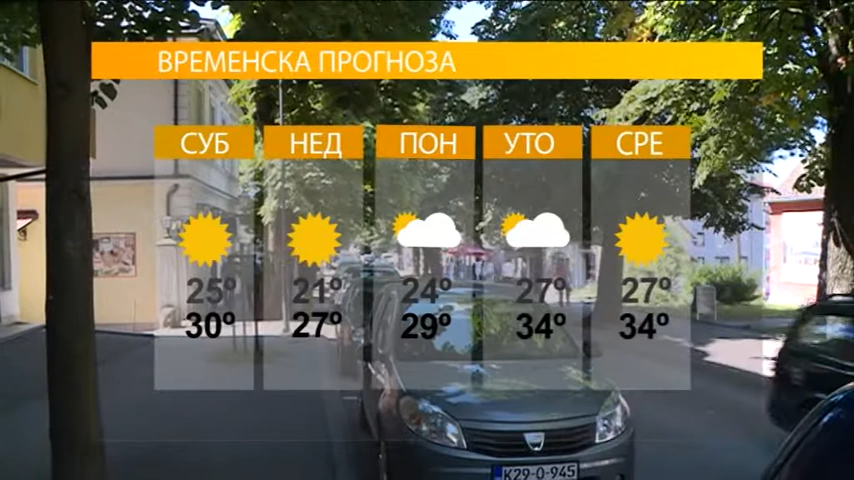 ВРЕМЕНСКА ПРОГНОЗА
СУБ НЕД ПОН УТО СРЕ
25º 21º 24º 27º 27º
30º 27º 29º 34º 34º
K29-O-945